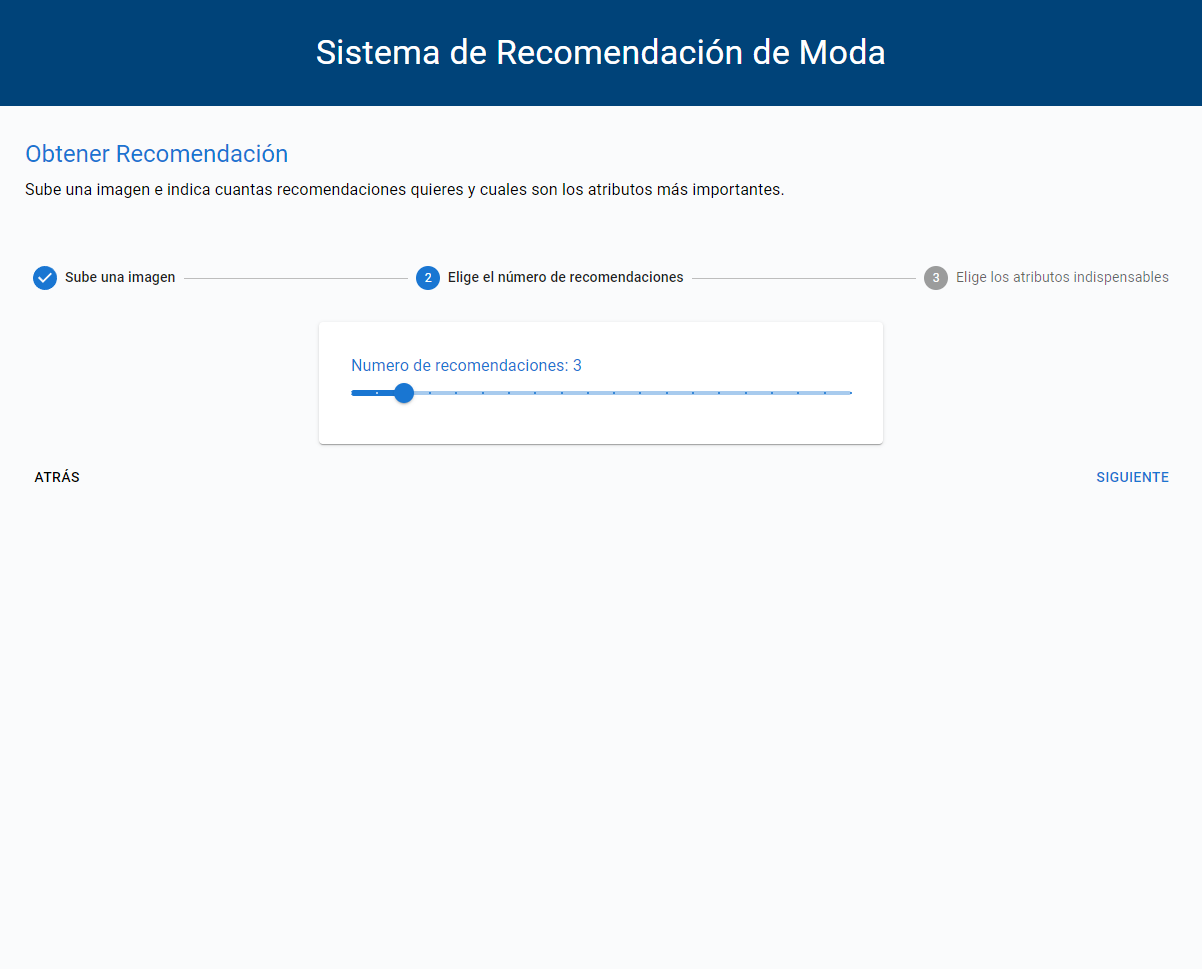 Sistema de Recomendación de Moda
Obtener Recomendación
Sube una imagen e indica cuantas recomendaciones quieres y cuales son los atributos más importantes.
Sube una imagen
2 Elige el número de recomendaciones
3 Elige los atributos indispensables
Numero de recomendaciones: 3
ATRÁS
SIGUIENTE